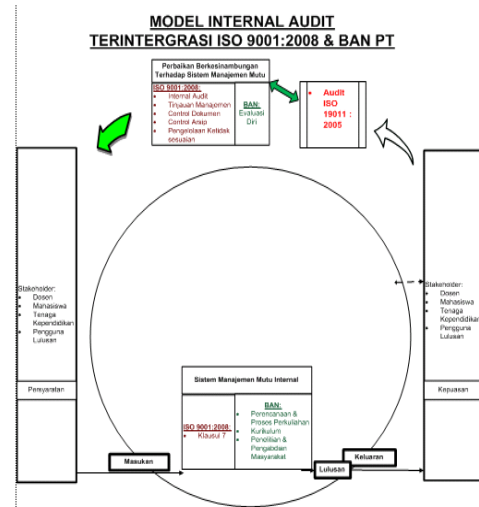 MODEL INTERNAL AUDIT
TERINTERGRASI ISO 9001:2008 & BAN PT
Perbaikan Berkesinambungan
Terhadap Sistem Manajemen Mutu
ISO 9001:2008:
• Internal Audit
• Tinjauan Manajemen
• Control Dokumen
• Control Arsip
• Pengelolaan Ketidak
sesuaian
BAN:
Evaluasi
Diri
• Audit
ISO
19011 :
2005
Stakeholder:
• Dosen
• Mahasiswa
• Tenaga
Kependidikan
• Pengguna
Lulusan
Persyaratan
Stakeholder:
• Dosen
• Mahasiswa
• Tenaga
Kependidikan
• Pengguna
Lulusan
Kepuasan
Sistem Manajemen Mutu Internal
ISO 9001:2008:
• Klausul 7
BAN:
• Perencanaan &
Proses Perkuliahan
• Kurikulum
• Penelitian &
Pengabdian
Masyarakat
Masukan
Lulusan
Keluaran